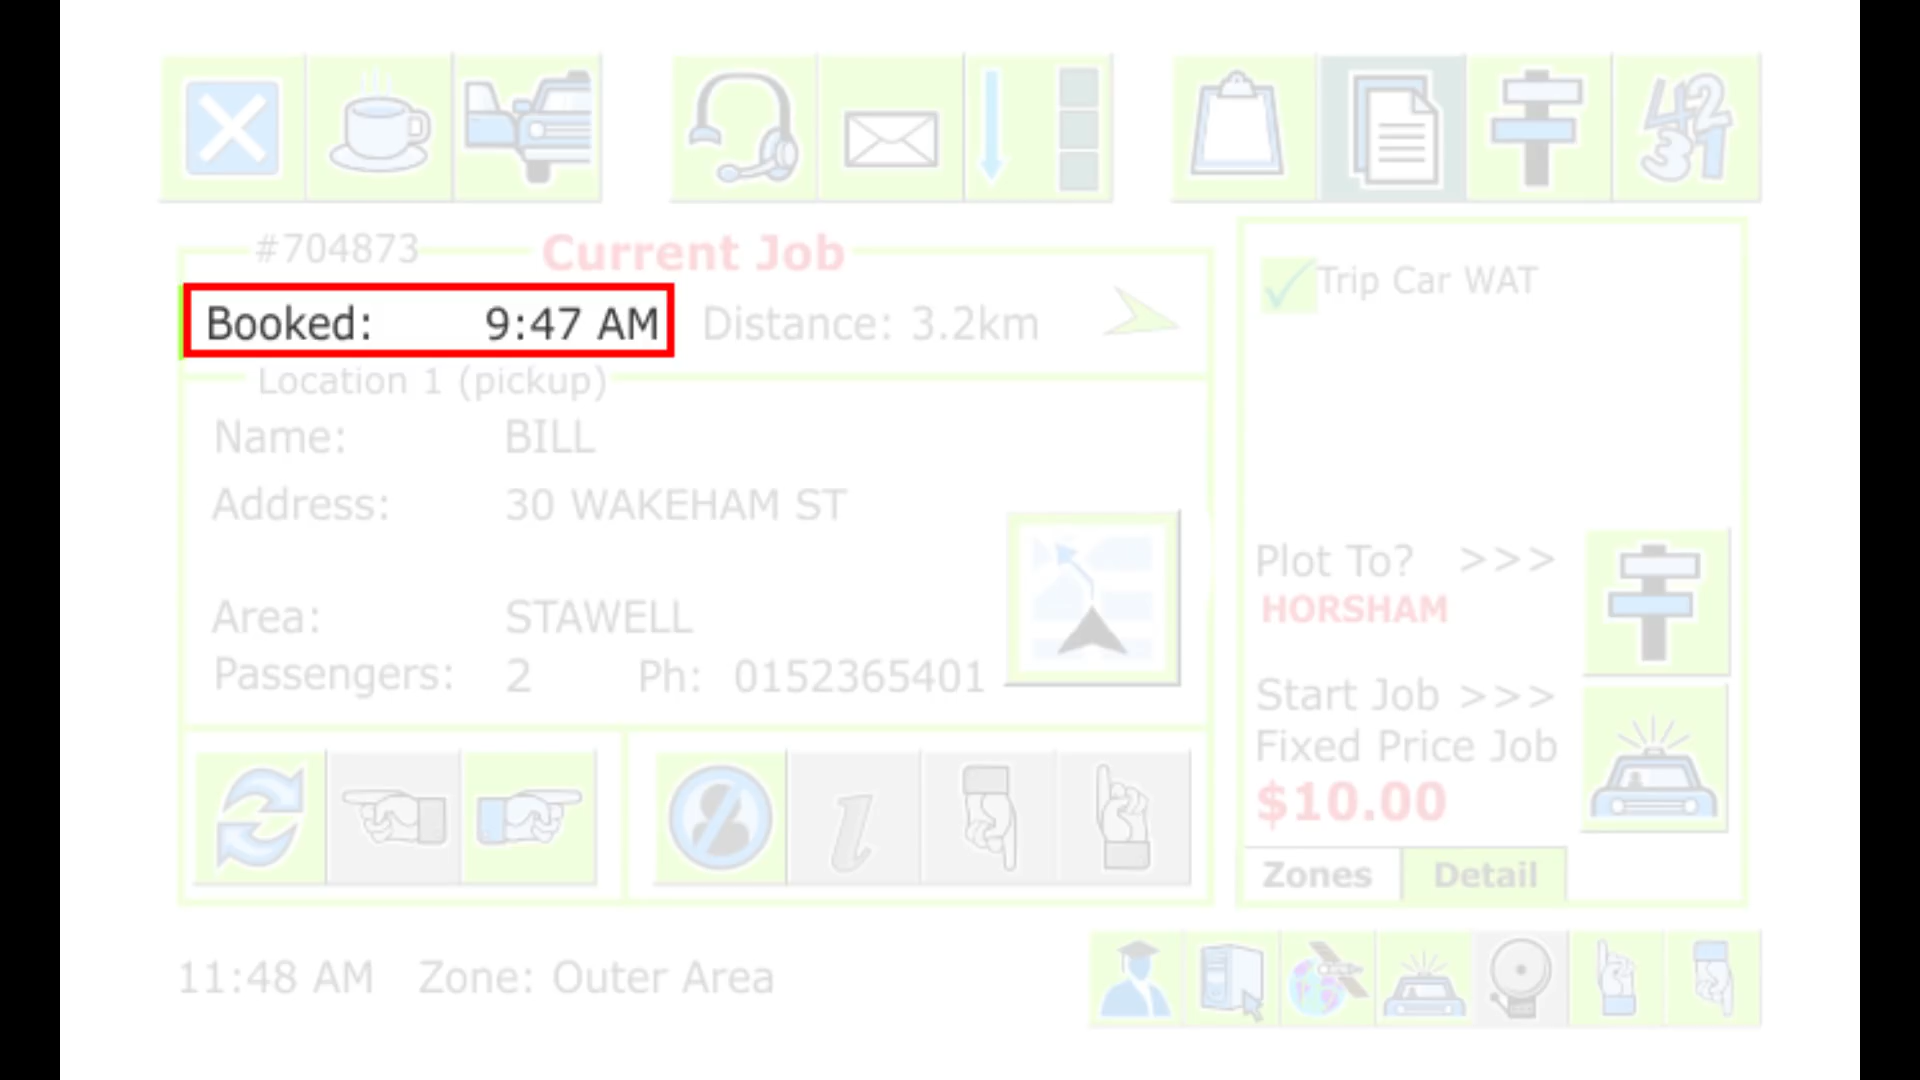 #704873 Current Job
Booked: 9:47 AM Distance: 3.2km
Location 1 (pickup)
Name: BILL
Address: 30 WAKEHAM ST
Area: STAWELL
Passengers: 2 Ph: 0152365401
Trip Car WAT
Plot To? >>>
HORSHAM
Start Job >>>
Fixed Price Job
$10.00
Zones Detail
11:48 AM Zone: Outer Area